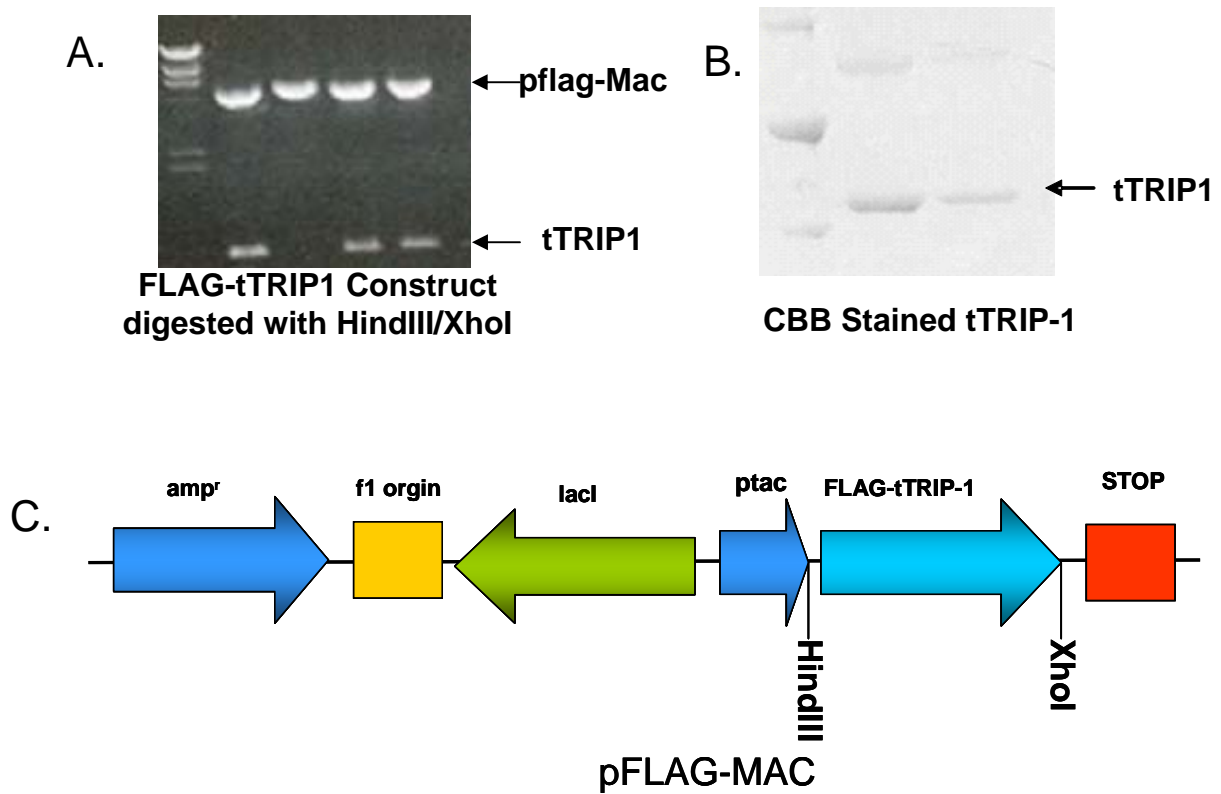 A.
pflag-Mac
tTRIP1
FLAG-tTRIP1 Construct
digested with HindIII/XhoI
B.
tTRIP1
CBB Stained tTRIP-1
C.
ampʳ
f1 orgin
lacI
ptac
FLAG-tTRIP-1
STOP
HindIII
XhoI
pFLAG-MAC